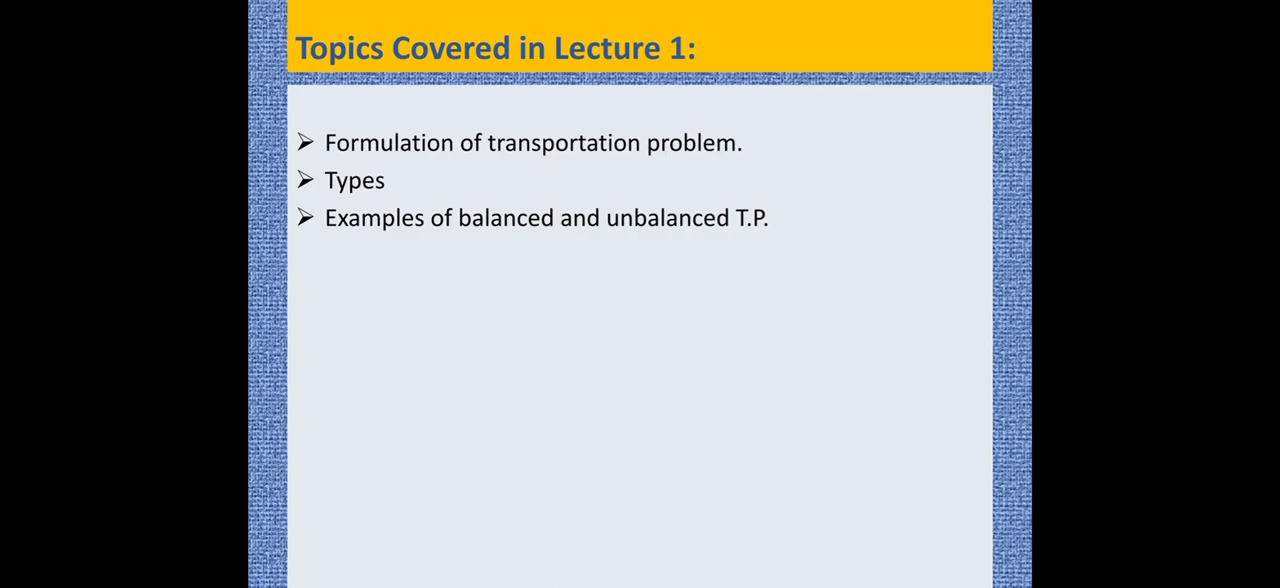 Topics Covered in Lecture 1:
➢ Formulation of transportation problem.
➢ Types
➢ Examples of balanced and unbalanced T.P.